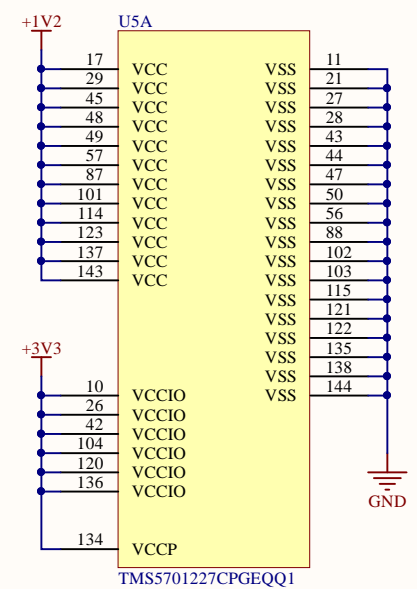 +1V2 U5A
17 VCC VSS 11
29 VCC VSS 21
45 VCC VSS 27
48 VCC VSS 28
49 VCC VSS 43
57 VCC VSS 44
87 VCC VSS 47
101 VCC VSS 50
114 VCC VSS 56
123 VCC VSS 88
137 VCC VSS 102
143 VCC VSS 103
VSS 115
VSS 121
VSS 122
+3V3 VSS 135
VSS 138
10 VCCIO VSS 144
26 VCCIO
42 VCCIO
104 VCCIO
120 VCCIO
136 VCCIO
GND
134 VCCP
TMS5701227CPGEQQ1